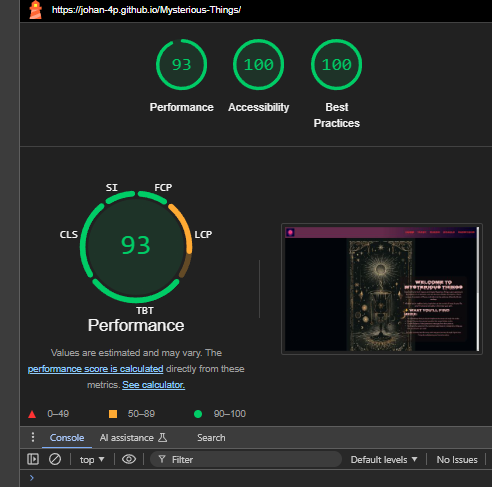 https://johan-4p.github.io/Mysterious-Things/
93 100 100
Performance Accessibility Best
Practices
SI FCP
CLS LCP
93
TBT
Performance
Values are estimated and may vary. The
performance score is calculated directly from these
metrics. See calculator.
0–49 50–89 90–100
WELCOME TO
MYSTERIOUS THINGS
Console AI assistance Search
top Filter Default levels No Issues